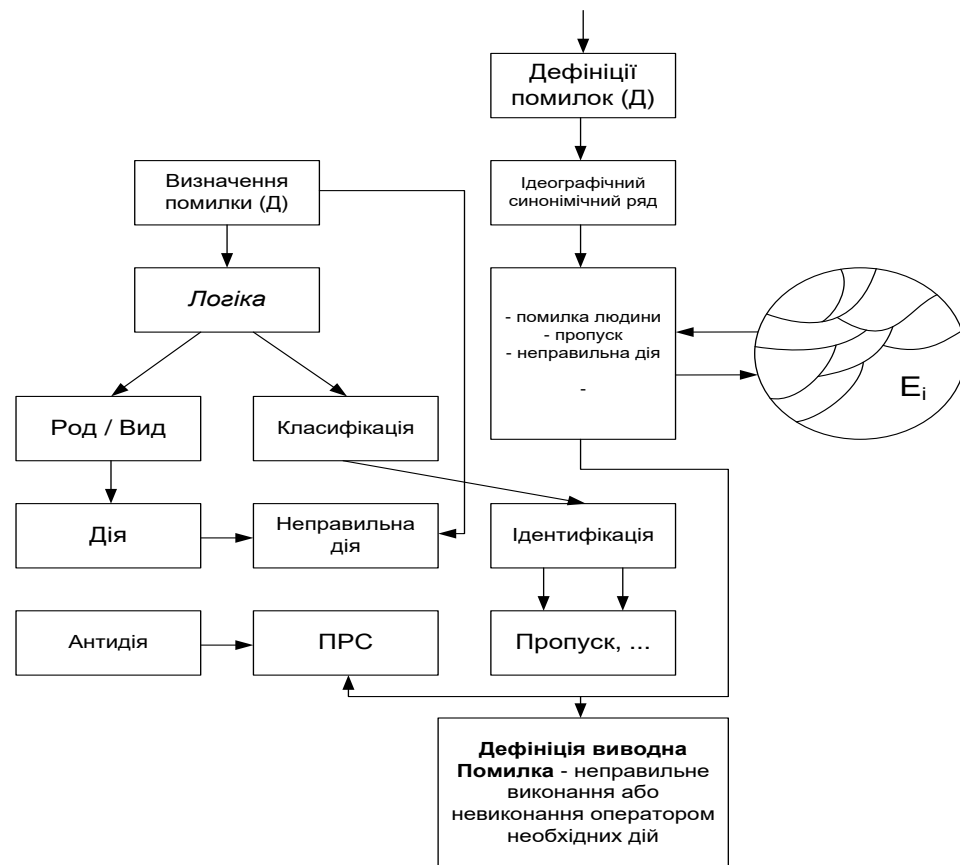 Дефініції
помилок (Д)
Визначення
помилки (Д)
Ідеографічний
синонімічний ряд
Логіка
- помилка людини
- пропуск
- неправильна дія
-
Ei
Род / Вид
Класифікація
Дія
Неправильна
дія
Ідентифікація
Антидія
ПРС
Пропуск, ...
Дефініція виводна
Помилка - неправильне
виконання або
невиконання оператором
необхідних дій